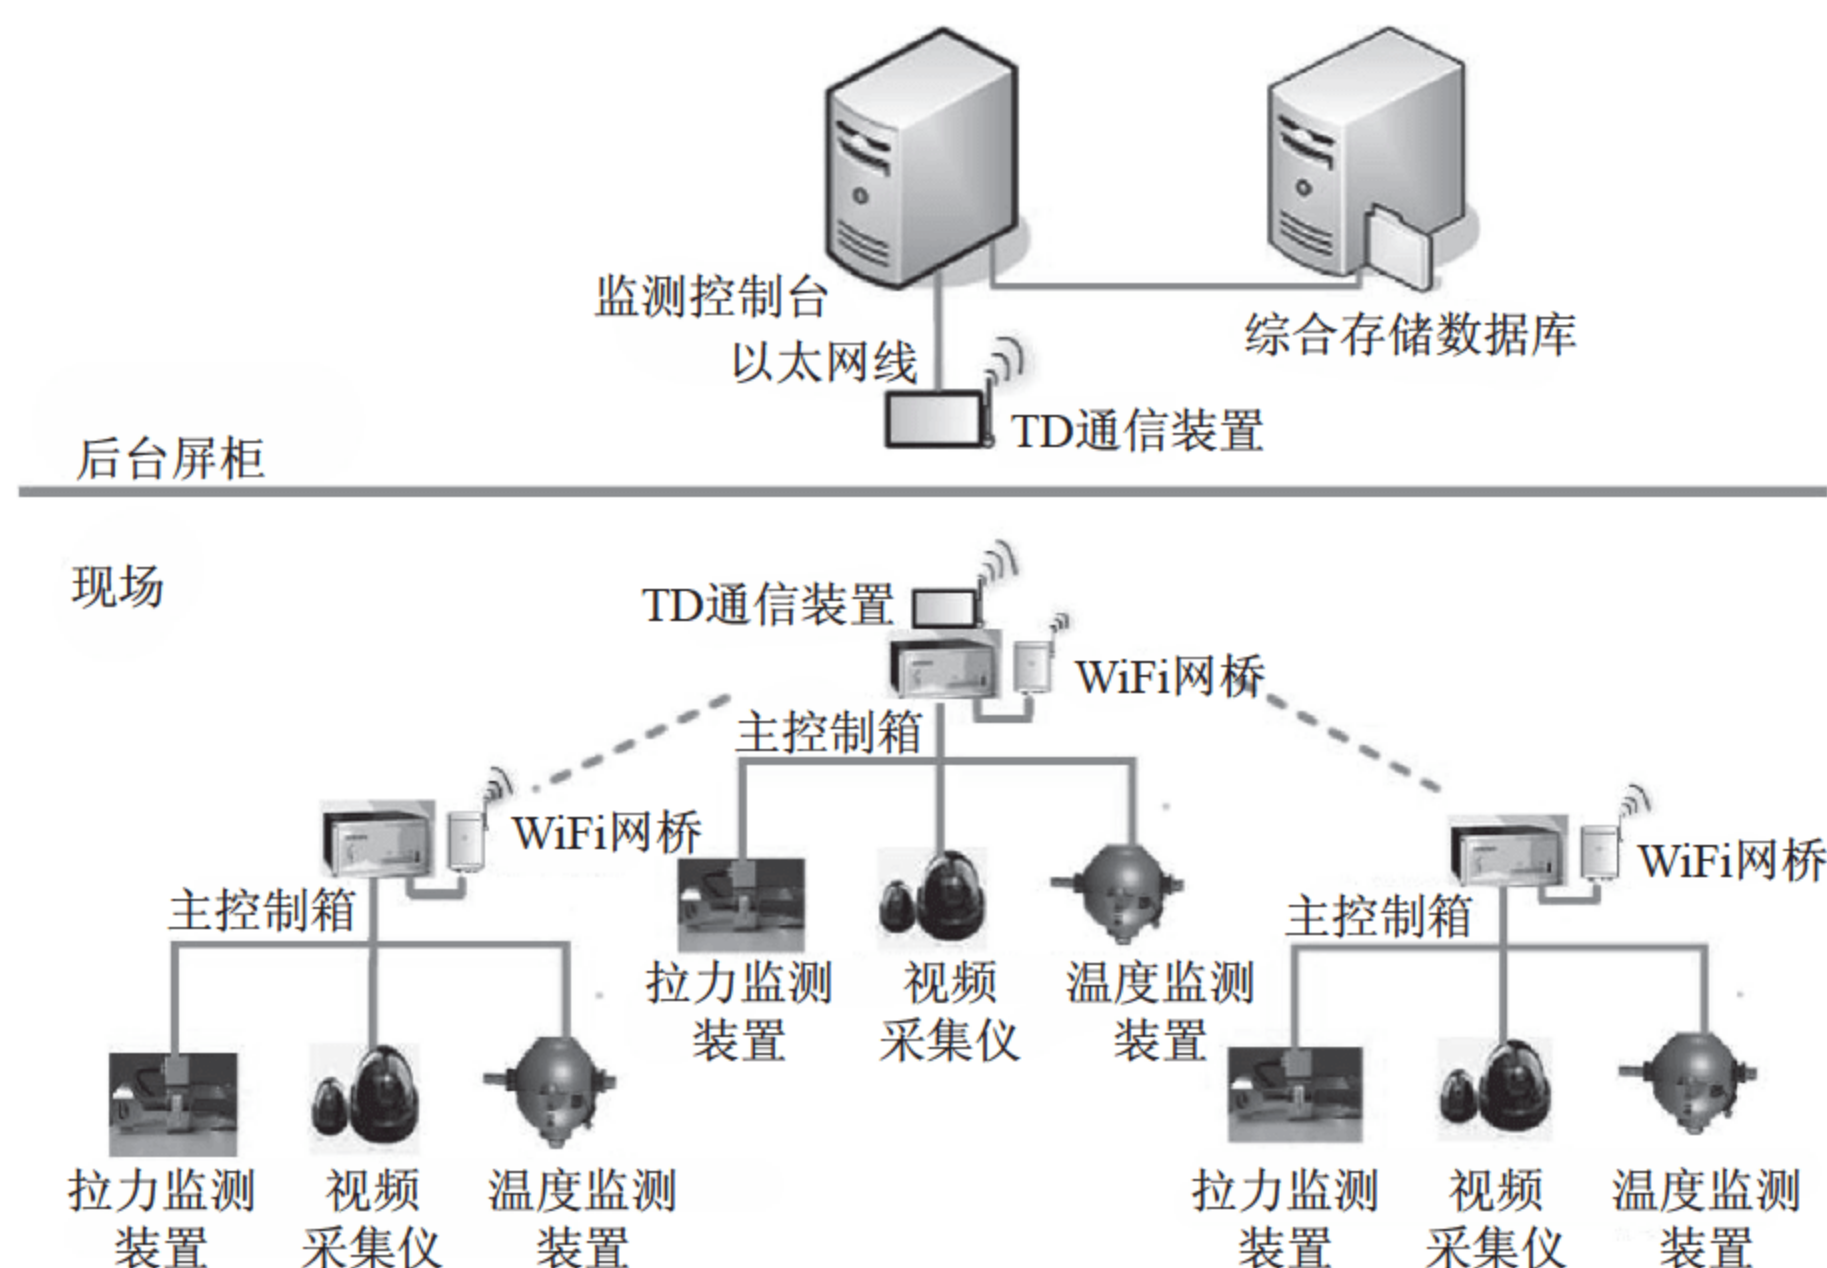 监测控制台
以太网线
综合存储数据库
TD通信装置
后台屏柜
现场
TD通信装置
WiFi网桥
主控制箱
WiFi网桥
主控制箱
WiFi网桥
主控制箱
拉力监测
装置
视频
采集仪
温度监测
装置
拉力监测
装置
视频
采集仪
温度监测
装置
拉力监测
装置
视频
采集仪
温度监测
装置